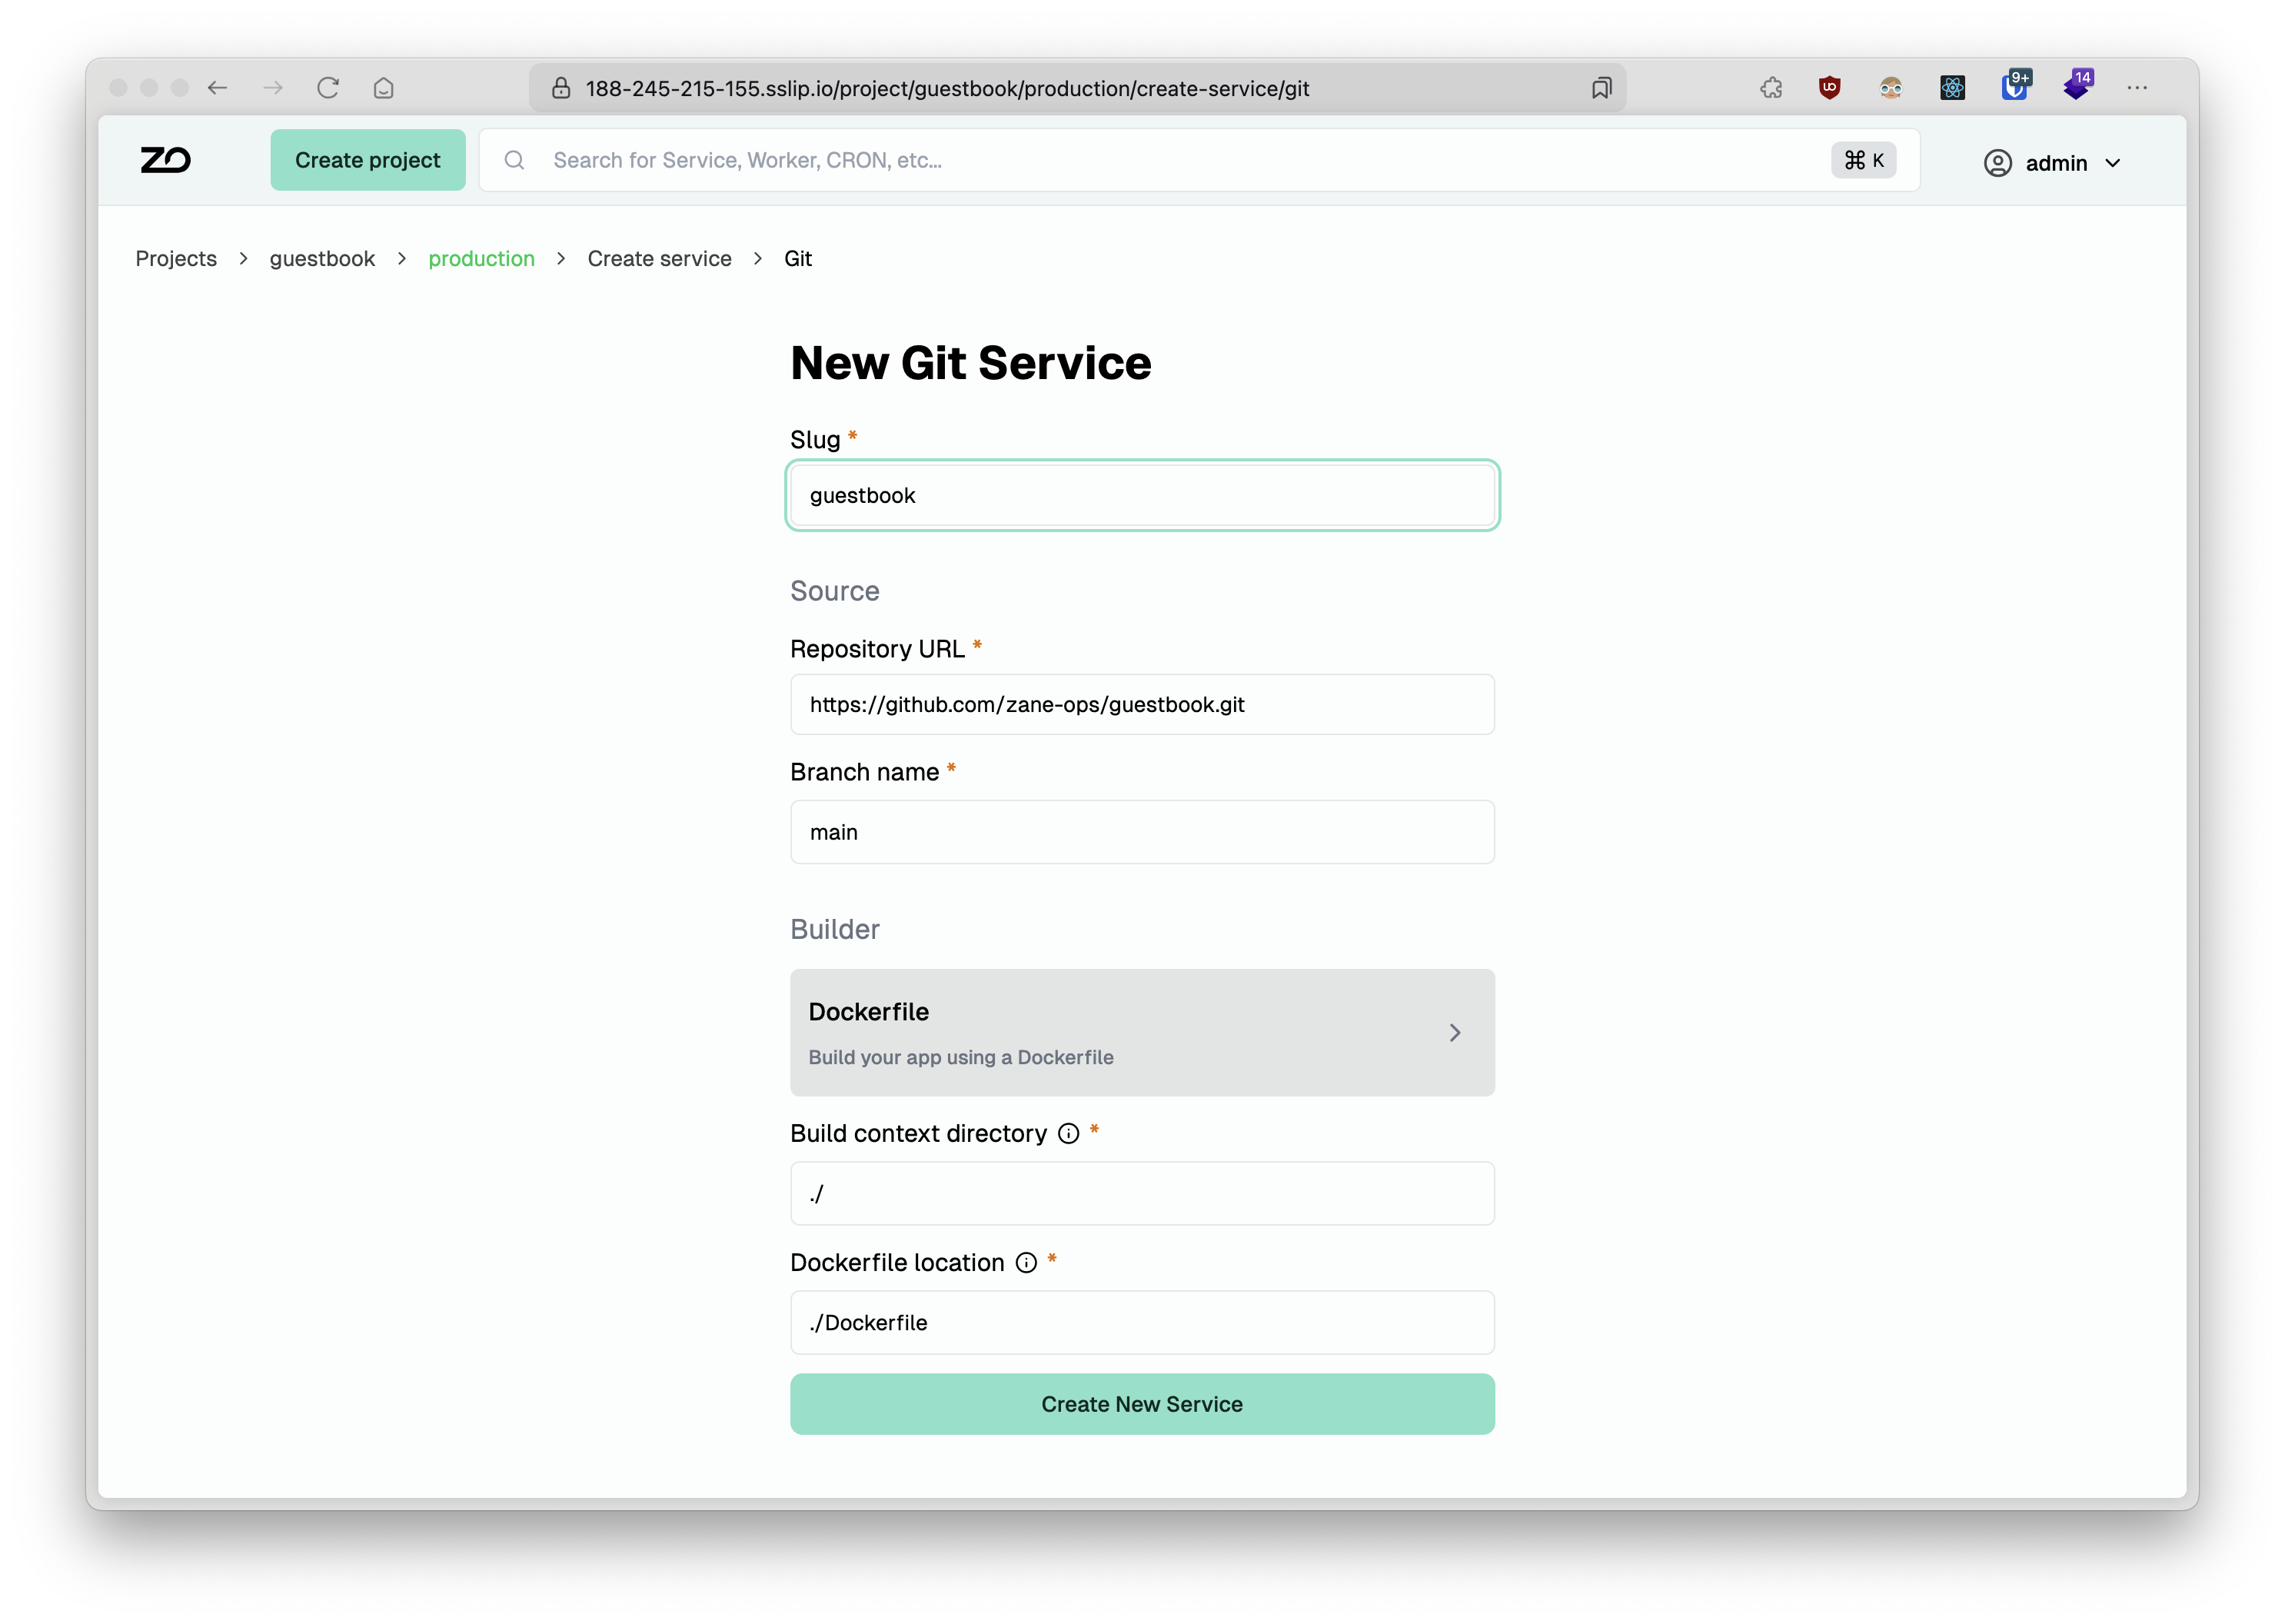 188-245-215-155.sslip.io/project/guestbook/production/create-service/git
9+
14
ZO
Create project
Search for Service, Worker, CRON, etc...
⌘ K
admin
Projects > guestbook > production > Create service > Git
New Git Service
Slug *
guestbook
Source
Repository URL *
https://github.com/zane-ops/guestbook.git
Branch name *
main
Builder
Dockerfile
Build your app using a Dockerfile
Build context directory *
./
Dockerfile location *
./Dockerfile
Create New Service